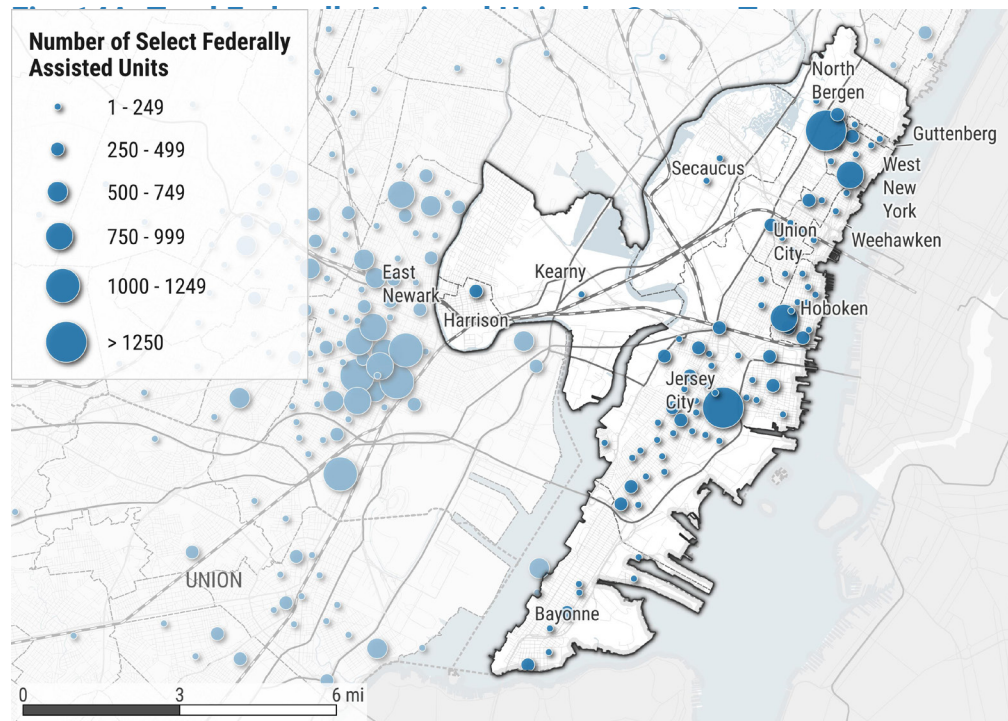 Number of Select Federally
Assisted Units
1 - 249
250 - 499
500 - 749
750 - 999
1000 - 1249
> 1250
North
Bergen
Guttenberg
Secaucus
West
New
York
Union
City
Weehawken
East
Newark
Kearny
Harrison
Hoboken
Jersey
City
UNION
Bayonne
0 3 6 mi